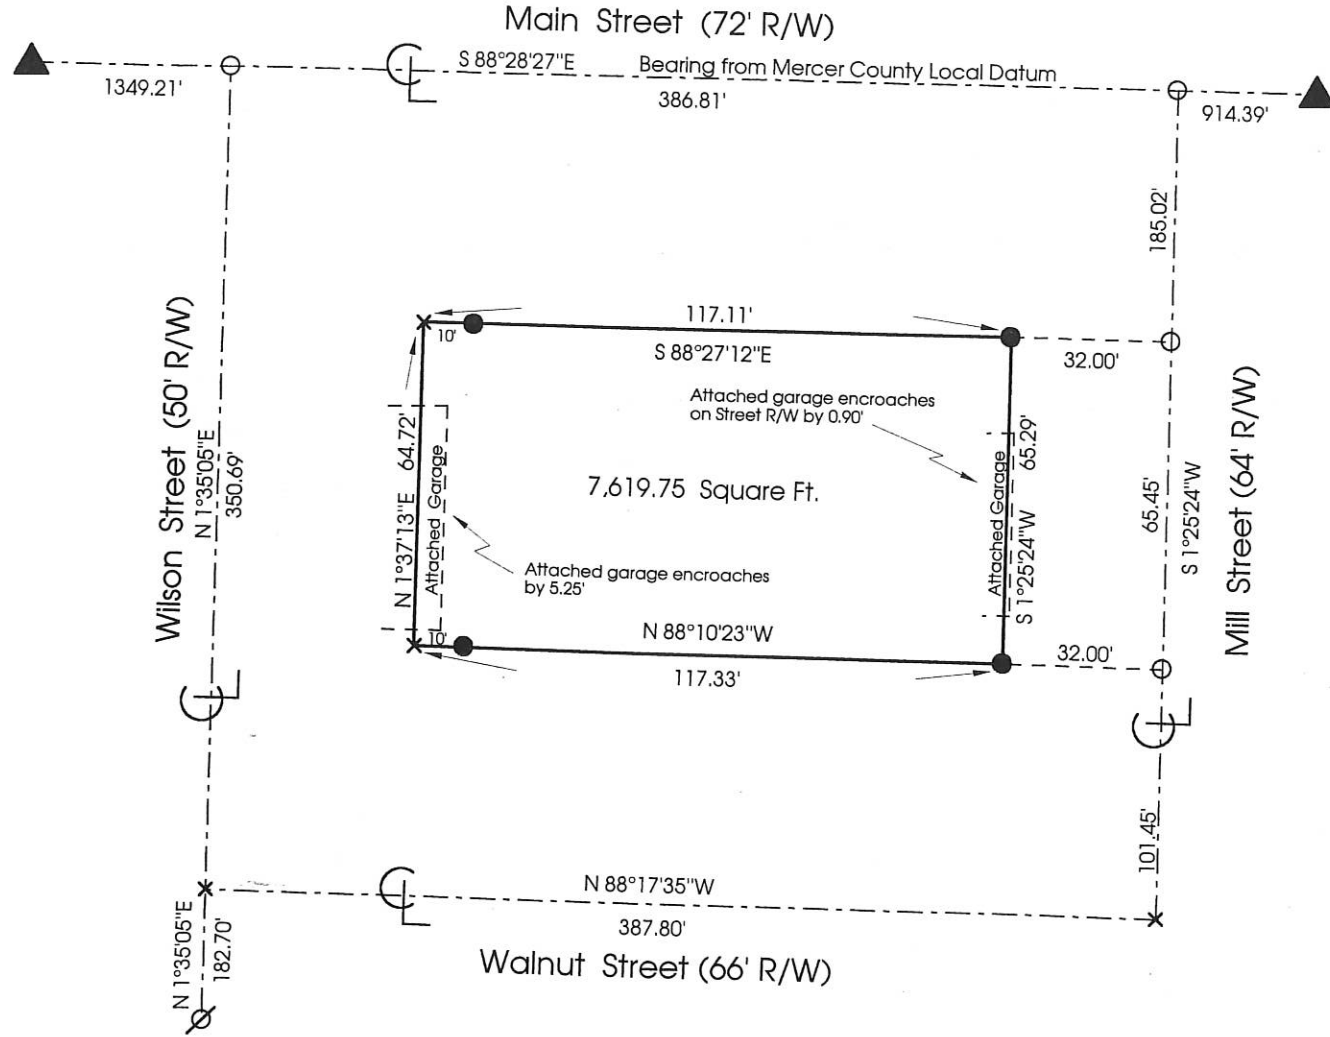 Main Street (72' R/W)
S 88°28'27"E
Bearing from Mercer County Local Datum
1349.21'
386.81'
914.39'
185.02'
117.11'
10'
S 88°27'12"E
32.00'
Wilson Street (50' R/W)
N 1°35'05"E
350.69'
Attached garage encroaches
on Street R/W by 0.90'
N 1°37'13"E 64.72'
Attached Garage
7,619.75 Square Ft.
Attached Garage
S 1°25'24"W 65.29'
65.45'
S 1°25'24"W
Mill Street (64' R/W)
Attached garage encroaches
by 5.25'
10'
N 88°10'23"W
117.33'
32.00'
101.45'
N 88°17'35"W
387.80'
N 1°35'05"E
182.70'
Walnut Street (66' R/W)